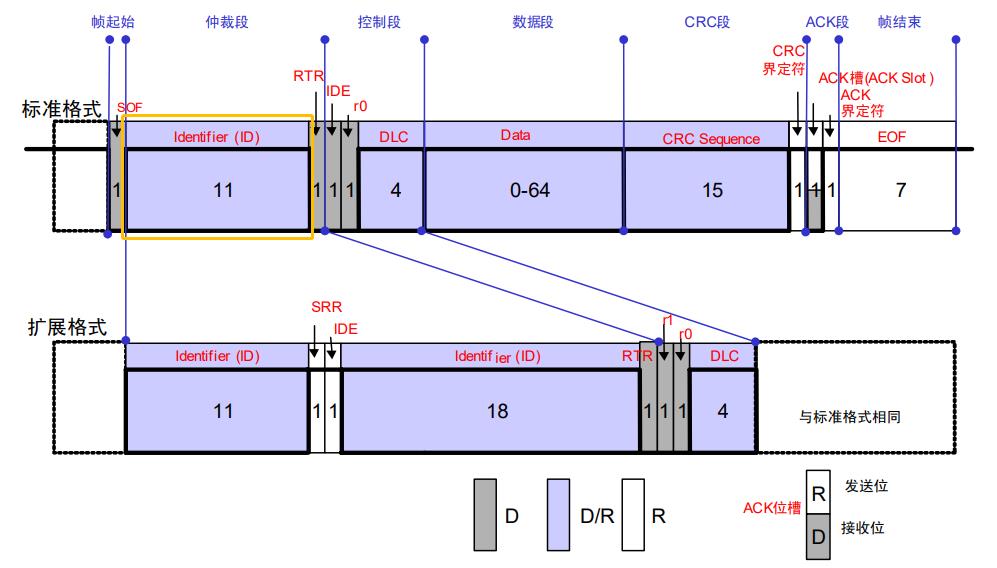 帧起始 仲裁段 控制段 数据段 CRC段 ACK段 帧结束
CRC
界定符
RTR
IDE
r0
ACK槽(ACK Slot)
ACK
界定符
标准格式
SOF
Identifier (ID) DLC Data CRC Sequence EOF
1 11 1 1 1 4 0-64 15 1 1 1 7
SRR
IDE
r1
r0
扩展格式
Identifier (ID) Identifier (ID) RTR DLC
11 1 1 18 1 1 1 4 与标准格式相同
D D/R R
ACK位槽
R 发送位
D 接收位